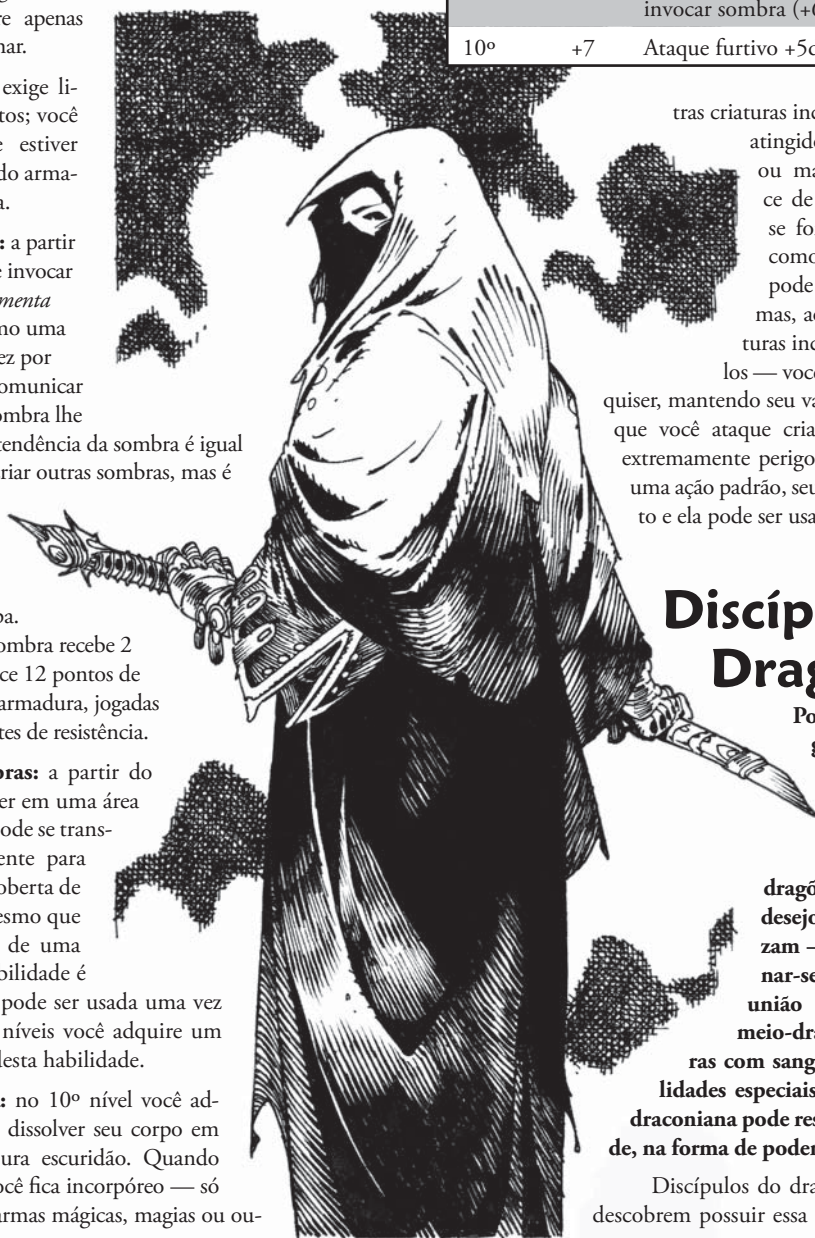 re apenas
nar.
exige li-
tos; você
e estiver
do arma-
a.
: a partir
e invocar
menta
mo uma
ez por
omunicar
ombra lhe
tendência da sombra é igual
riar outras sombras, mas é
pa.
ombra recebe 2
ce 12 pontos de
armadura, jogadas
tes de resistência.
bras: a partir do
er em uma área
ode se trans-
ente para
oberta de
esmo que
de uma
bilidade é
pode ser usada uma vez
níveis você adquire um
desta habilidade.
: no 10º nível você ad-
dissolver seu corpo em
ura escuridão. Quando
ocê fica incorpóreo — só
armas mágicas, magias ou ou-
invocar sombra (+6
10º +7 Ataque furtivo +5d
tras criaturas inc
atingido
ou ma
ce de
se fo
como
pode
mas, ao
turas inc
los — você
quiser, mantendo seu va
que você ataque cria
extremamente perigo
uma ação padrão, seu
to e ela pode ser usa
Discíp
Drag
Po
g
dragõ
desejo
zam –
nar-se
união
meio-dra
ras com sang
lidades especiais
draconiana pode res
de, na forma de poder
Discípulos do dra
descobrem possuir essa